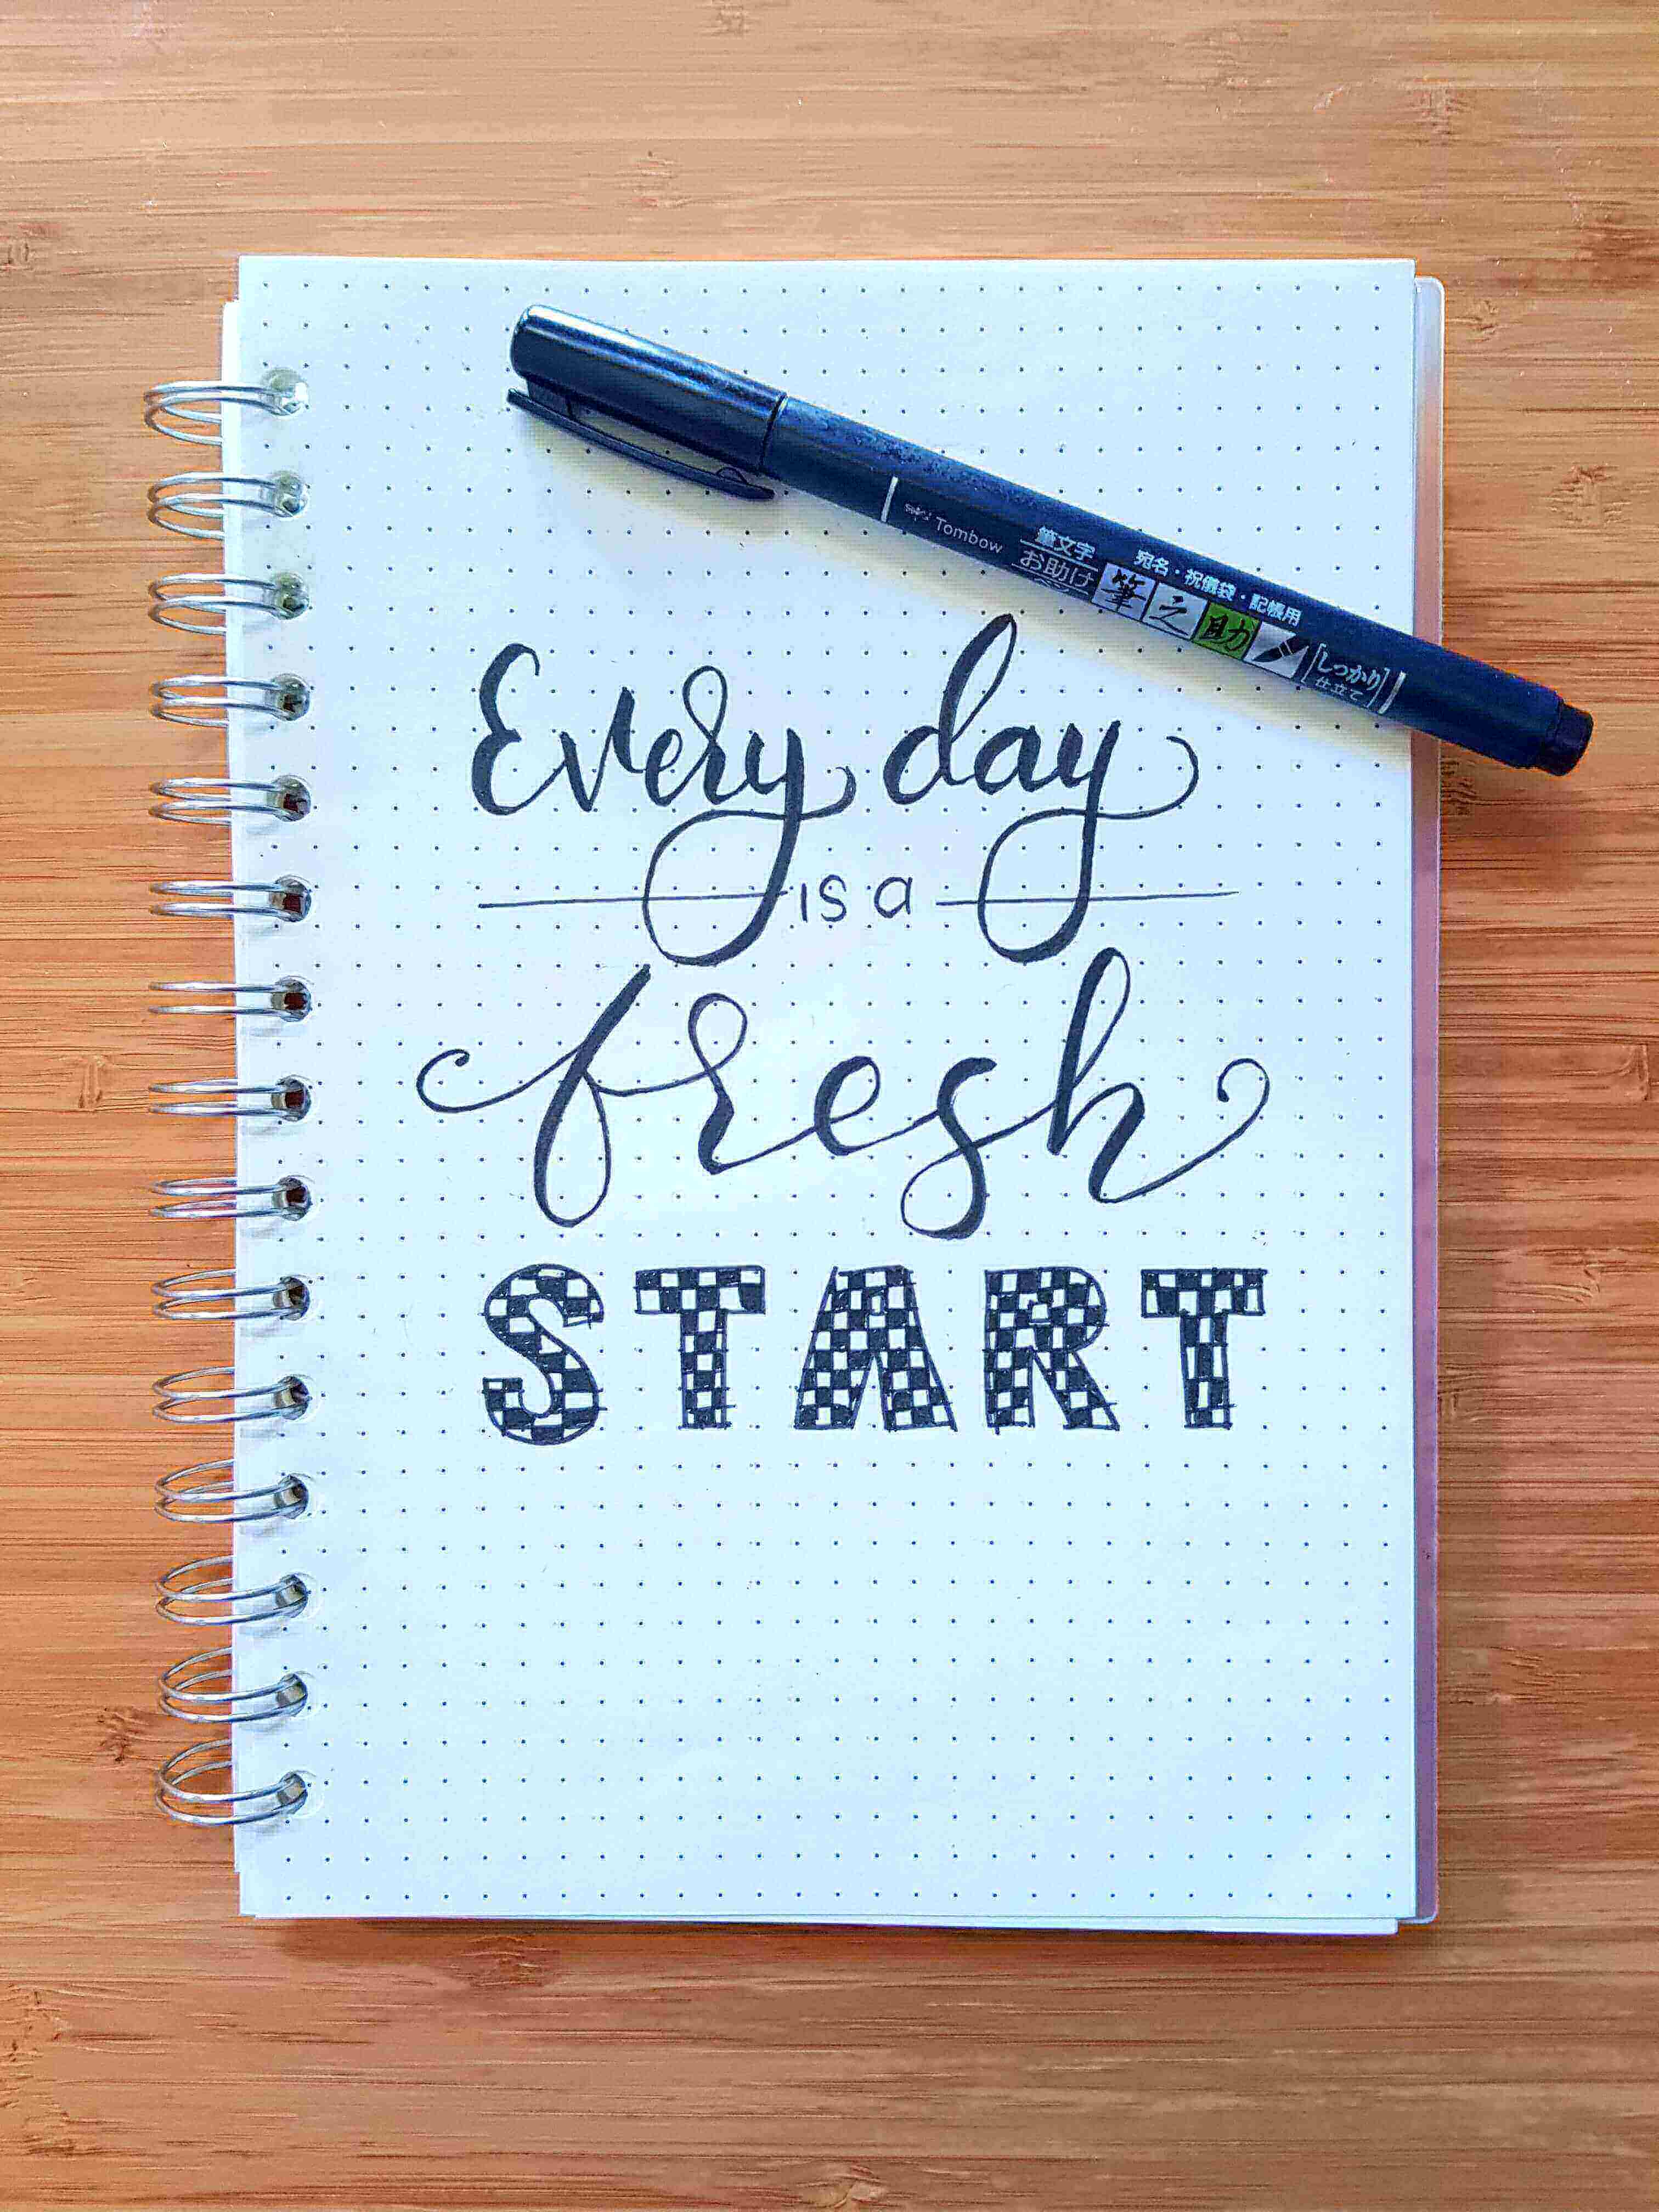 Tombow
筆文字
お助け
筆之助
宛名・祝儀袋・記帳用
[しっかり]
仕立て
Every day
is a
fresh
START